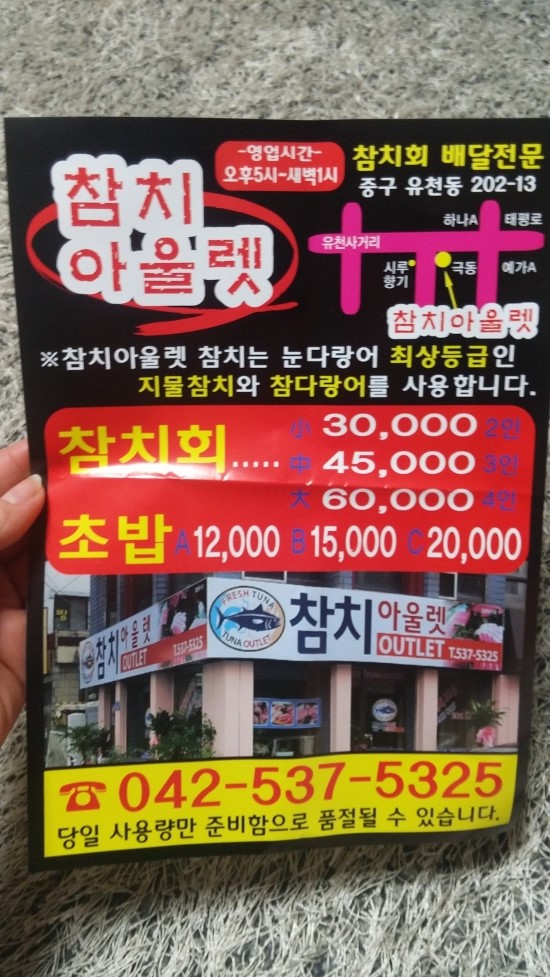 참치
아울렛
-영업시간-
오후5시~새벽1시
참치회 배달전문
중구 유천동 202-13
하나A
태평로
유천사거리
시루
향기
극동
예가A
참치아울렛
※참치아울렛 참치는 눈다랑어 최상등급인
지물참치와 참다랑어를 사용합니다.
참치회..... 小 30,000 2인
中 45,000 3인
大 60,000 4인
초밥 A 12,000 B 15,000 C 20,000
참치 아울렛
OUTLET
T.537-5325
FRESH TUNA
TUNA OUTLET
참치 아울렛
OUTLET T.537-5325
☎ 042-537-5325
당일 사용량만 준비함으로 품절될 수 있습니다.